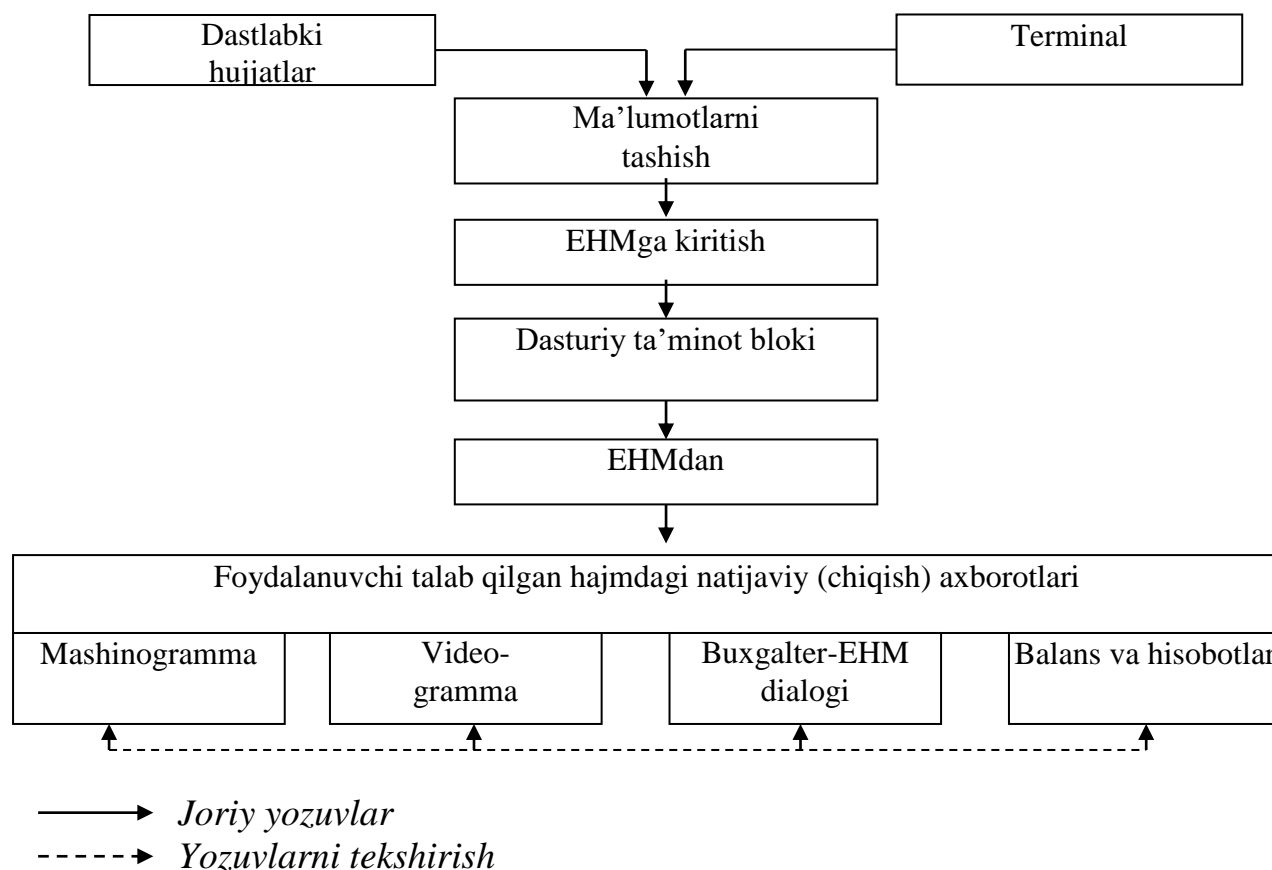 Dastlabki
hujjatlar
Terminal
Ma’lumotlarni
tashish
EHMga kiritish
Dasturiy ta’minot bloki
EHMdan
Foydalanuvchi talab qilgan hajmdagi natijaviy (chiqish) axborotlari
Mashinogramma
Video-
gramma
Buxgalter-EHM
dialogi
Balans va hisobotlar
Joriy yozuvlar
Yozuvlarni tekshirish